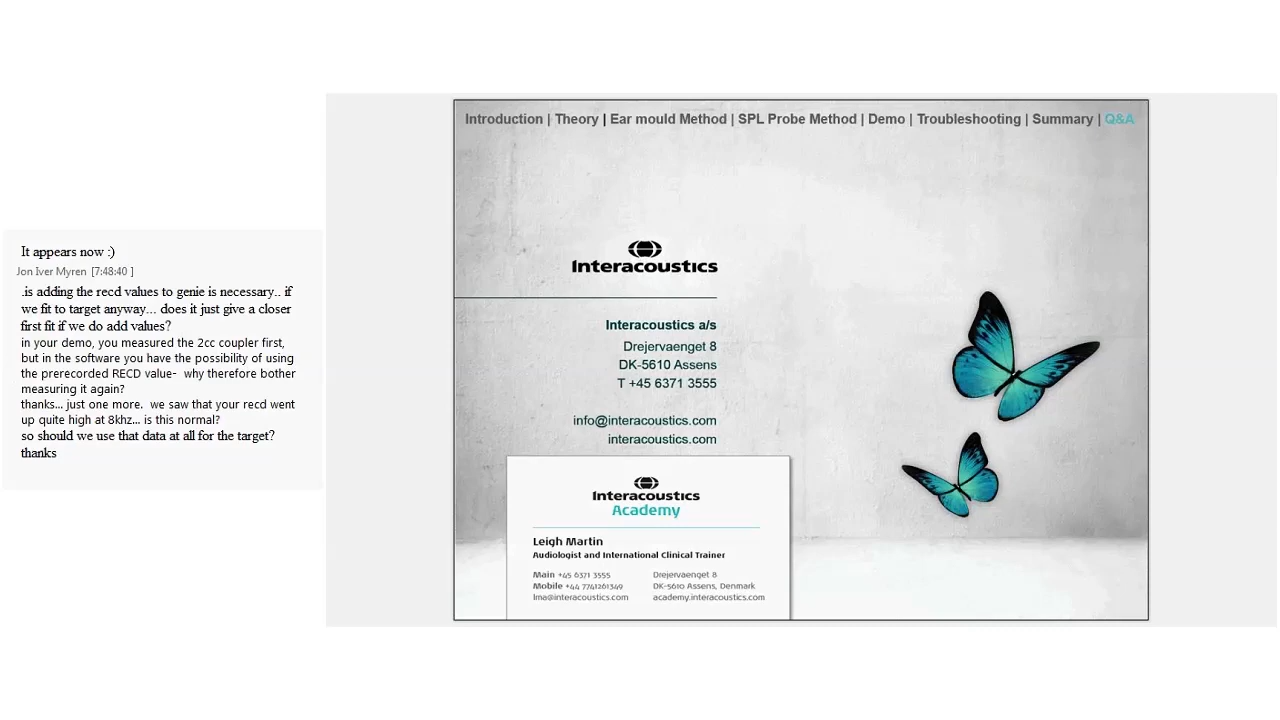 It appears now :)
Jon Iver Myren [7:48:40 ]
.is adding the recd values to genie is necessary.. if
we fit to target anyway... does it just give a closer
first fit if we do add values?
in your demo, you measured the 2cc coupler first,
but in the software you have the possibility of using
the prerecorded RECD value- why therefore bother
measuring it again?
thanks... just one more. we saw that your recd went
up quite high at 8khz... is this normal?
so should we use that data at all for the target?
thanks
Introduction | Theory | Ear mould Method | SPL Probe Method | Demo | Troubleshooting | Summary | Q&A
Interacoustics
Interacoustics a/s
Drejervaenget 8
DK-5610 Assens
T +45 6371 3555
info@interacoustics.com
interacoustics.com
Interacoustics
Academy
Leigh Martin
Audiologist and International Clinical Trainer
Main +45 6371 3555 Drejervaenget 8
Mobile +44 7741261349 DK-5610 Assens, Denmark
lma@interacoustics.com academy.interacoustics.com